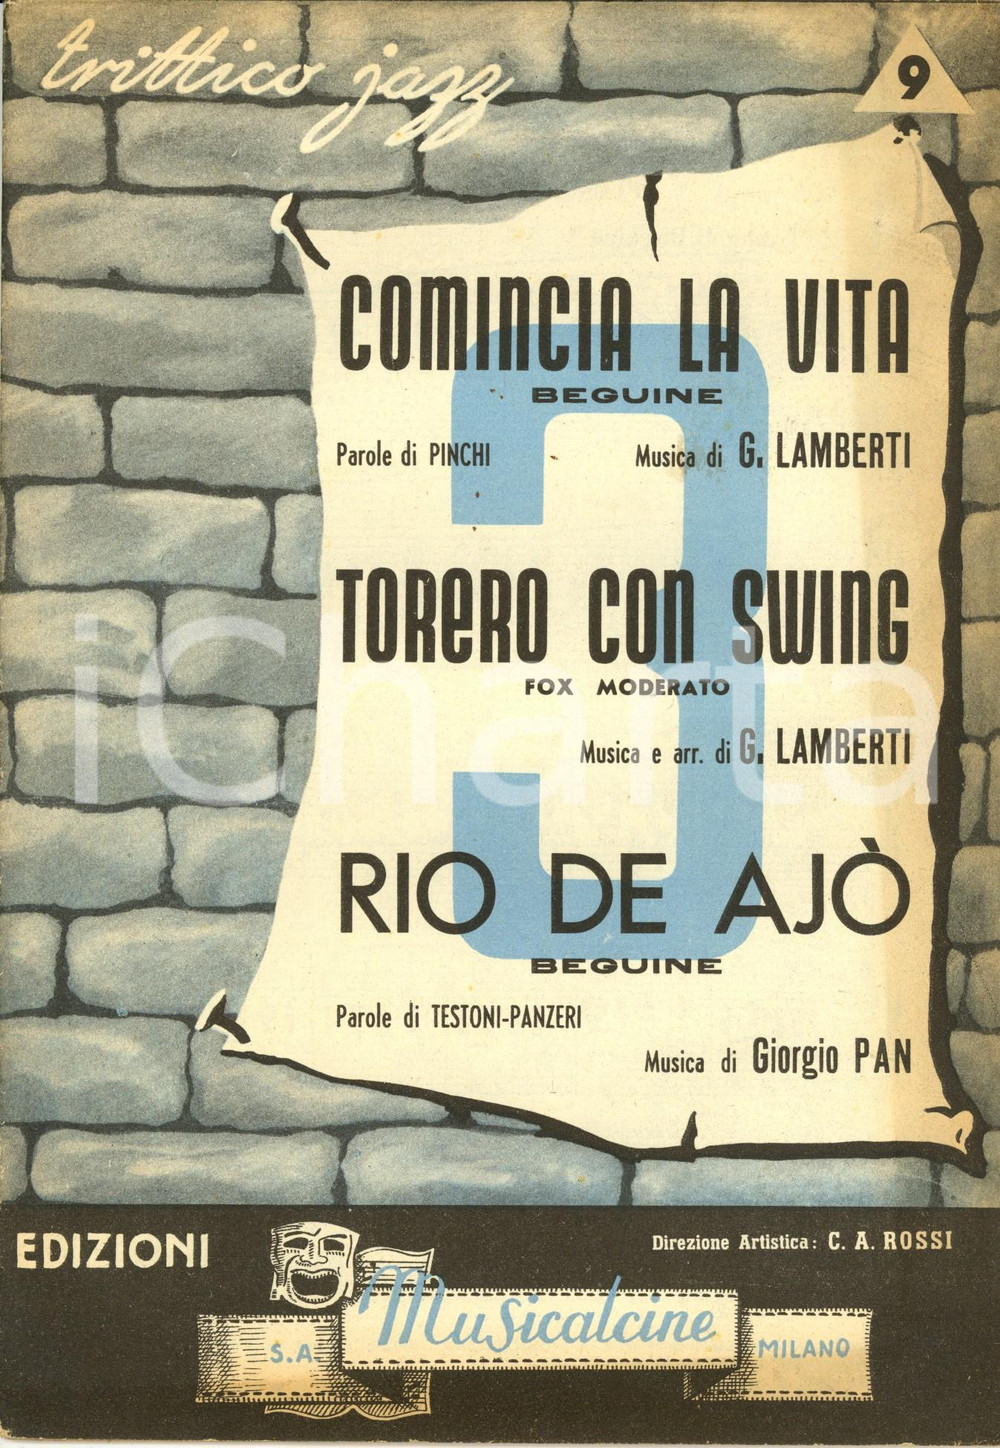 trittico jazz
9
COMINCIA LA VITA
BEGUINE
Parole di PINCHI
Musica di G. LAMBERTI
3
TORERO CON SWING
FOX MODERATO
Musica e arr. di G. LAMBERTI
iCharta
RIO DE AJÒ
BEGUINE
Parole di TESTONI-PANZERI
Musica di Giorgio PAN
EDIZIONI
Direzione Artistica: C. A. ROSSI
S.A. Musicalcine MILANO